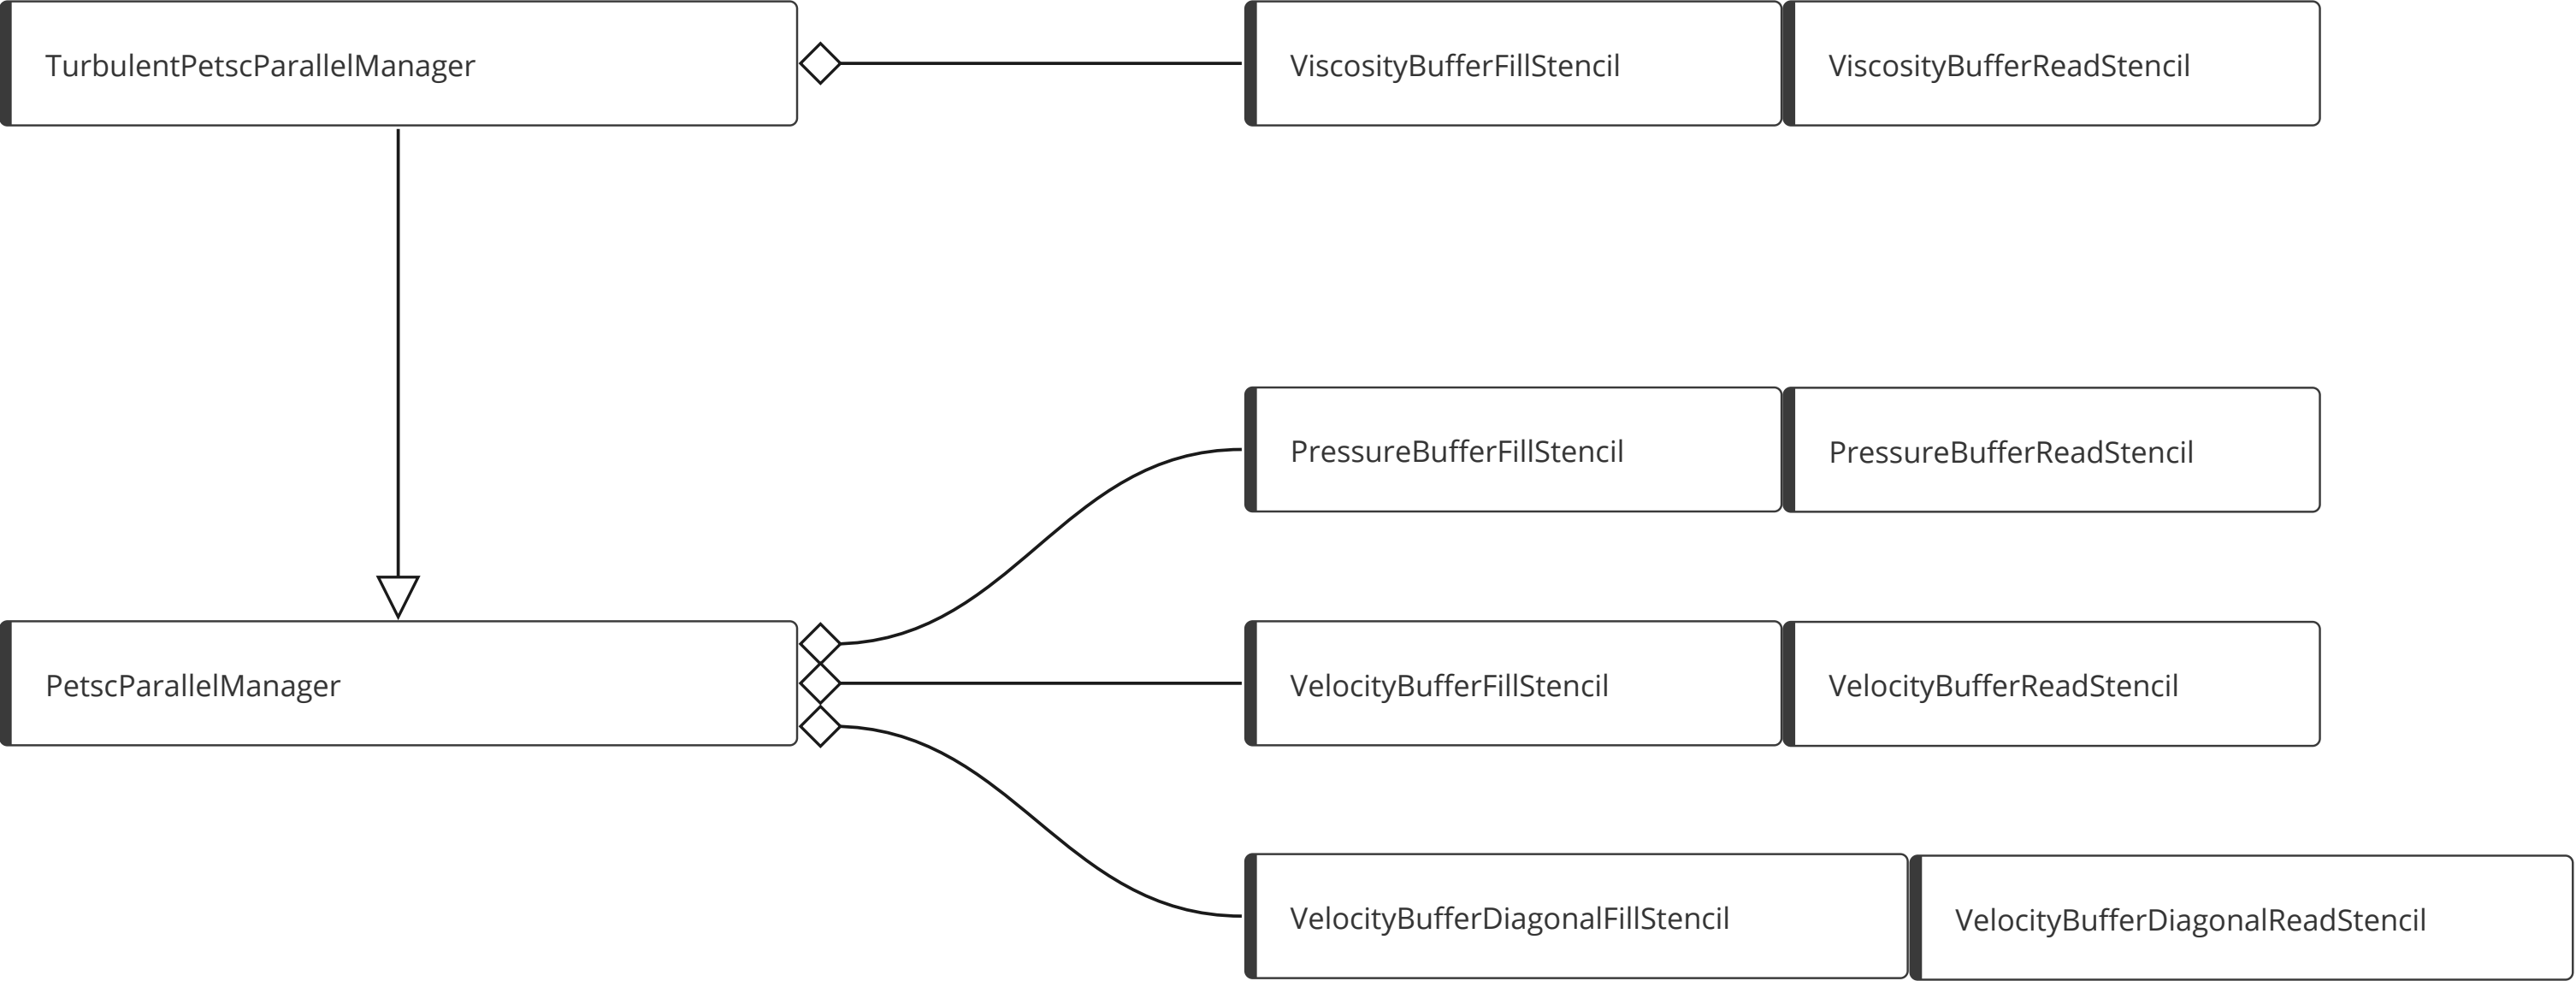 TurbulentPetscParallelManager
ViscosityBufferFillStencil
ViscosityBufferReadStencil
PressureBufferFillStencil
PressureBufferReadStencil
PetscParallelManager
VelocityBufferFillStencil
VelocityBufferReadStencil
VelocityBufferDiagonalFillStencil
VelocityBufferDiagonalReadStencil